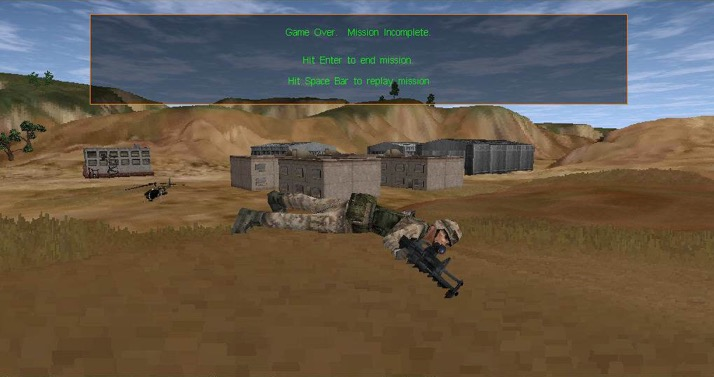 Game Over.  Mission Incomplete.
Hit Enter to end mission.
Hit Space Bar to replay mission